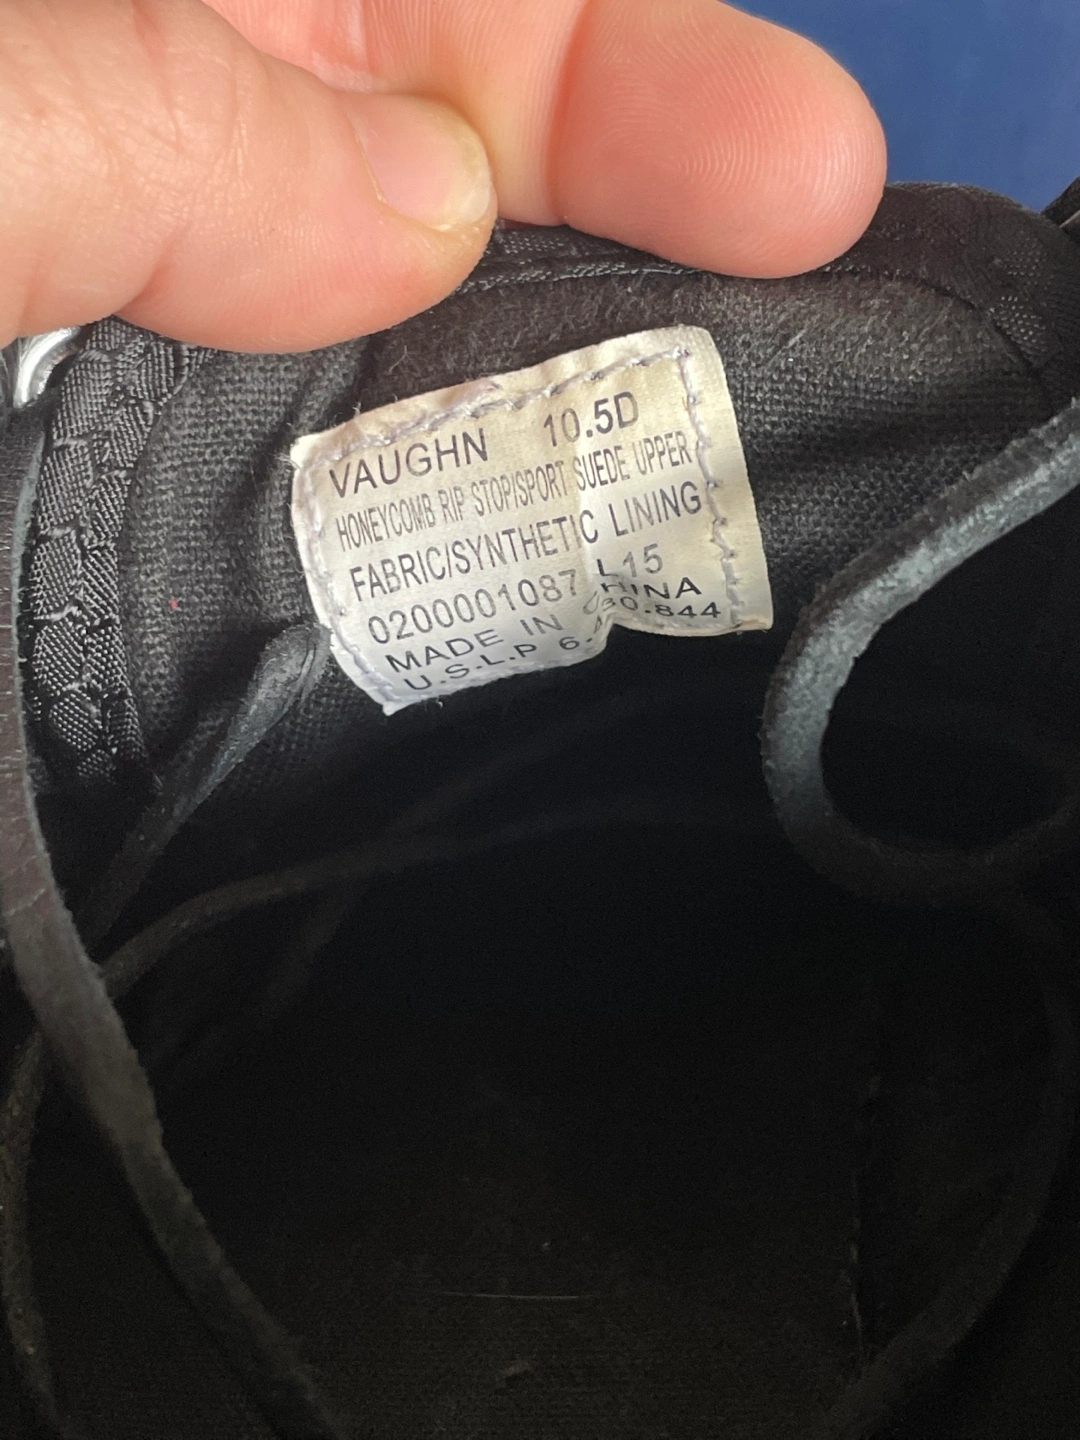 VAUGHN 10.5D
HONEYCOMB RIP STOP/SPORT SUEDE UPPER
FABRIC/SYNTHETIC LINING
0200001087 L15
MADE IN CHINA
U.S.L.P